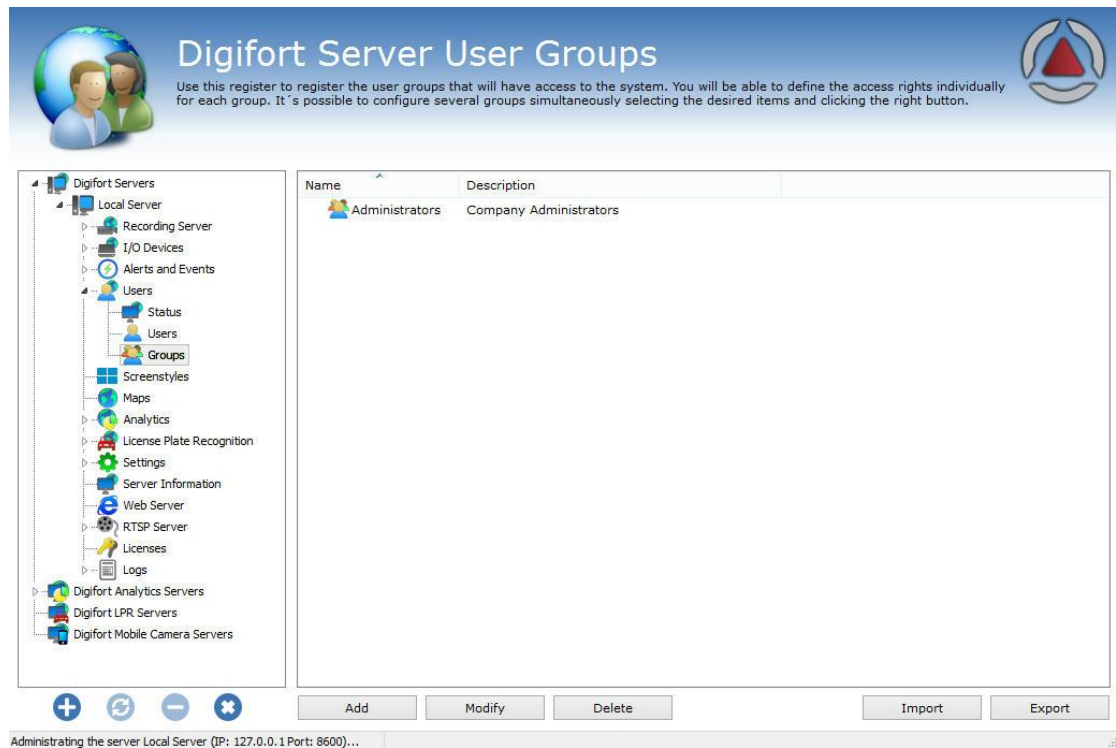 Digifort Server User Groups
Use this register to register the user groups that will have access to the system. You will be able to define the access rights individually
for each group. It´s possible to configure several groups simultaneously selecting the desired items and clicking the right button.
Digifort Servers
Local Server
Recording Server
I/O Devices
Alerts and Events
Users
Status
Users
Groups
Screenstyles
Maps
Analytics
License Plate Recognition
Settings
Server Information
Web Server
RTSP Server
Licenses
Logs
Digifort Analytics Servers
Digifort LPR Servers
Digifort Mobile Camera Servers
Name Description
Administrators Company Administrators
Add Modify Delete Import Export
Administrating the server Local Server (IP: 127.0.0.1 Port: 8600)...